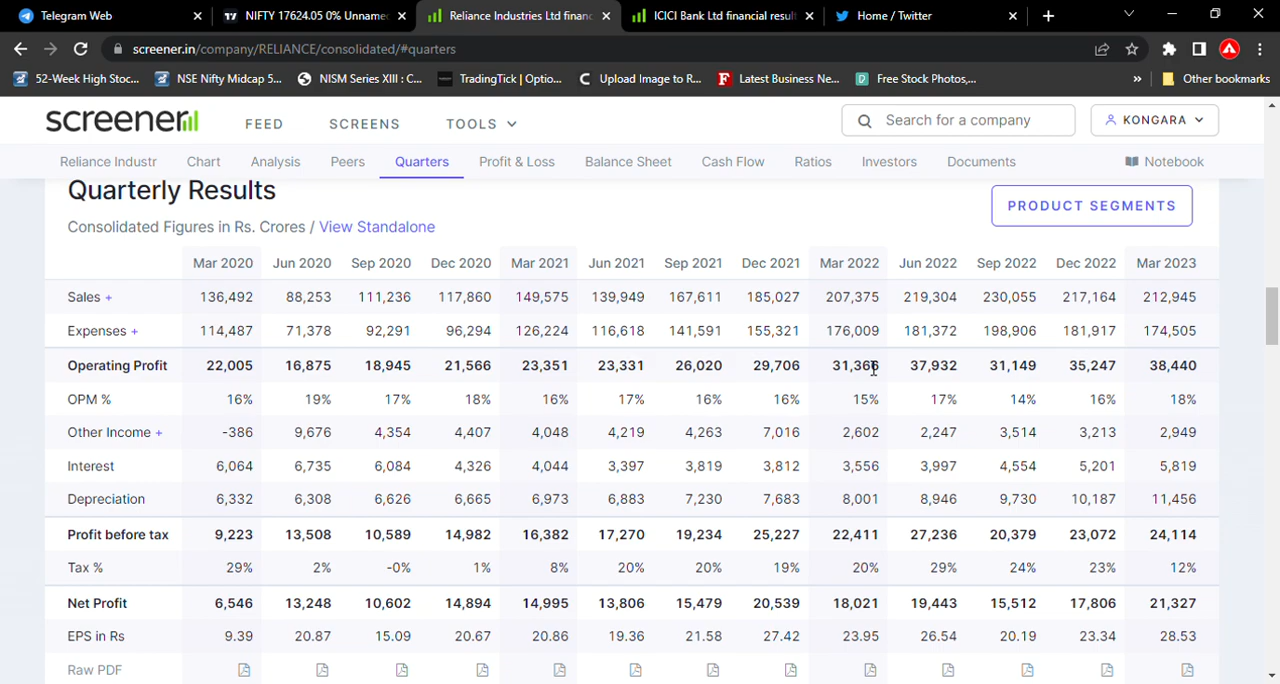 Telegram Web
NIFTY 17624.05 0% Unname
Reliance Industries Ltd financ
ICICI Bank Ltd financial result
Home / Twitter
screener.in/company/RELIANCE/consolidated/#quarters
52-Week High Stoc...
NSE Nifty Midcap 5...
NISM Series XIII : C...
TradingTick | Optio...
Upload Image to R...
Latest Business Ne...
Free Stock Photos,...
»
Other bookmarks
screener
FEED
SCREENS
TOOLS
Search for a company
KONGARA
Reliance Industr
Chart
Analysis
Peers
Quarters
Profit & Loss
Balance Sheet
Cash Flow
Ratios
Investors
Documents
Notebook
Quarterly Results
PRODUCT SEGMENTS
Consolidated Figures in Rs. Crores / View Standalone
Mar 2020 Jun 2020 Sep 2020 Dec 2020 Mar 2021 Jun 2021 Sep 2021 Dec 2021 Mar 2022 Jun 2022 Sep 2022 Dec 2022 Mar 2023
Sales + 136,492 88,253 111,236 117,860 149,575 139,949 167,611 185,027 207,375 219,304 230,055 217,164 212,945
Expenses + 114,487 71,378 92,291 96,294 126,224 116,618 141,591 155,321 176,009 181,372 198,906 181,917 174,505
Operating Profit 22,005 16,875 18,945 21,566 23,351 23,331 26,020 29,706 31,366 37,932 31,149 35,247 38,440
OPM % 16% 19% 17% 18% 16% 17% 16% 16% 15% 17% 14% 16% 18%
Other Income + -386 9,676 4,354 4,407 4,048 4,219 4,263 7,016 2,602 2,247 3,514 3,213 2,949
Interest 6,064 6,735 6,084 4,326 4,044 3,397 3,819 3,812 3,556 3,997 4,554 5,201 5,819
Depreciation 6,332 6,308 6,626 6,665 6,973 6,883 7,230 7,683 8,001 8,946 9,730 10,187 11,456
Profit before tax 9,223 13,508 10,589 14,982 16,382 17,270 19,234 25,227 22,411 27,236 20,379 23,072 24,114
Tax % 29% 2% -0% 1% 8% 20% 20% 19% 20% 29% 24% 23% 12%
Net Profit 6,546 13,248 10,602 14,894 14,995 13,806 15,479 20,539 18,021 19,443 15,512 17,806 21,327
EPS in Rs 9.39 20.87 15.09 20.67 20.86 19.36 21.58 27.42 23.95 26.54 20.19 23.34 28.53
Raw PDF